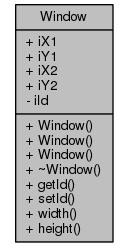 Window
+ iX1
+ iY1
+ iX2
+ iY2
- iId
+ Window()
+ Window()
+ Window()
+ ~Window()
+ getId()
+ setId()
+ width()
+ height()